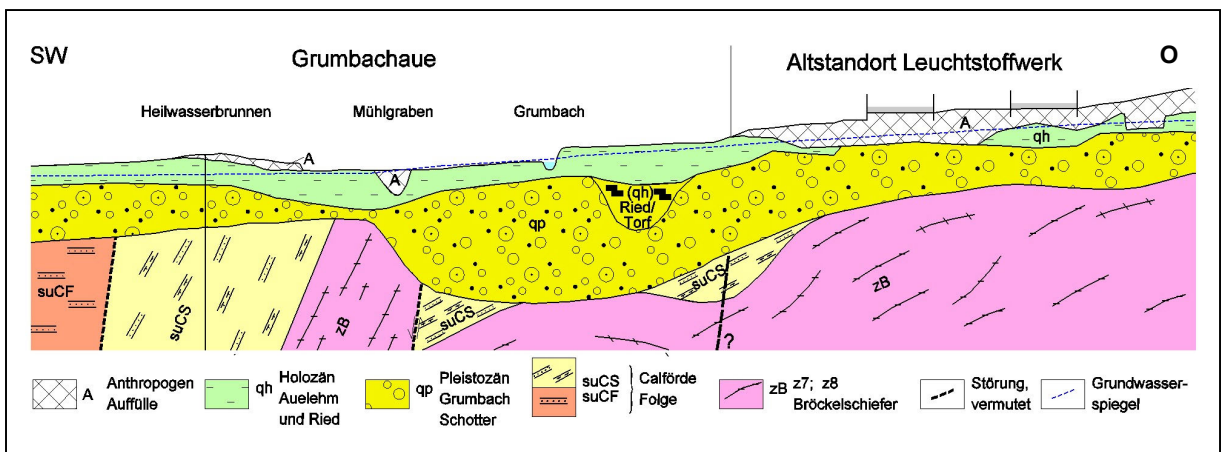 SW
Grumbachaue
Altstandort Leuchtstoffwerk
O
Heilwasserbrunnen
Mühlgraben
Grumbach
A
A
A
qh
(qh)
Ried/
Torf
qp
suCF
suCS
zB
suCS
suCS
?
zB
A
Anthropogen
Auffülle
qh
Holozän
Auelehm
und Ried
qp
Pleistozän
Grumbach
Schotter
suCS
suCF
Calförde
Folge
zB
z7; z8
Bröckelschiefer
Störung,
vermutet
Grundwasser-
spiegel